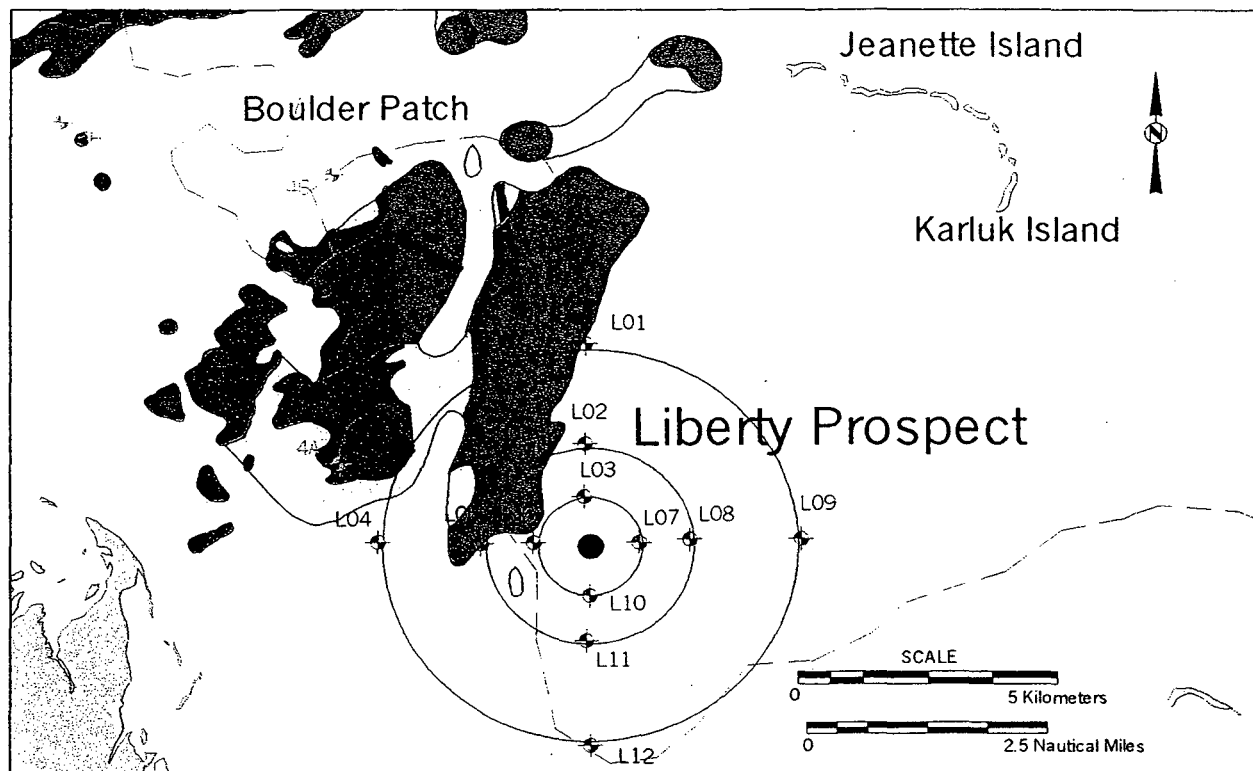 Jeanette Island
Boulder Patch
N
Karluk Island
L01
L02
Liberty Prospect
4A
L03
L04
L07
L08
L09
L10
L11
L12
SCALE
0
5 Kilometers
0
2.5 Nautical Miles